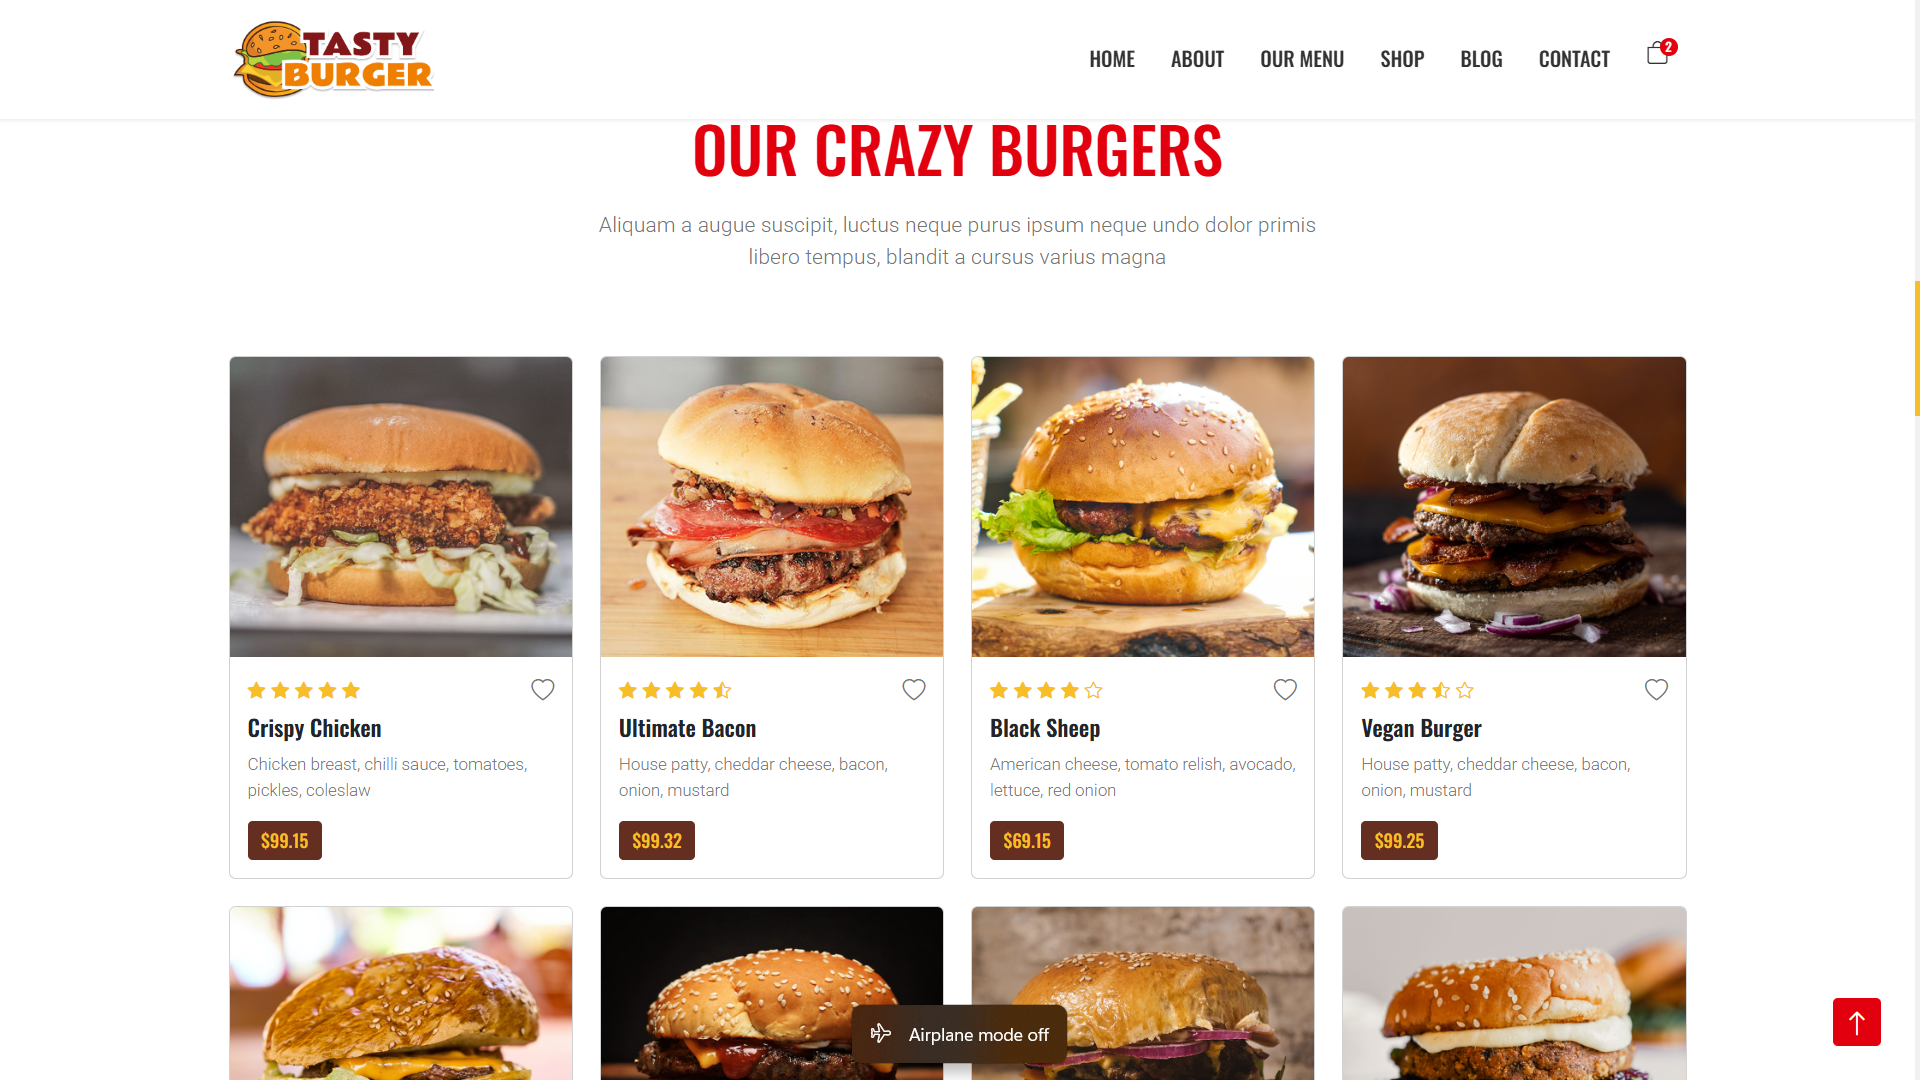 TASTY
BURGER
HOME ABOUT OUR MENU SHOP BLOG CONTACT 2
OUR CRAZY BURGERS
Aliquam a augue suscipit, luctus neque purus ipsum neque undo dolor primis
libero tempus, blandit a cursus varius magna
Crispy Chicken
Chicken breast, chilli sauce, tomatoes,
pickles, coleslaw
$99.15
Ultimate Bacon
House patty, cheddar cheese, bacon,
onion, mustard
$99.32
Black Sheep
American cheese, tomato relish, avocado,
lettuce, red onion
$69.15
Vegan Burger
House patty, cheddar cheese, bacon,
onion, mustard
$99.25
Airplane mode off